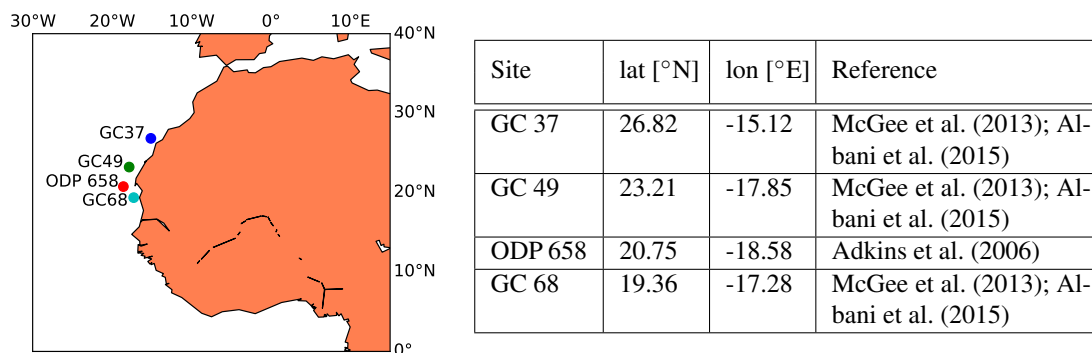 30°W 20°W 10°W 0° 10°E
40°N
30°N
GC37
GC49
ODP 658
20°N
GC68
10°N
0°
Site lat [°N] lon [°E] Reference
GC 37 26.82 -15.12 McGee et al. (2013); Al-
bani et al. (2015)
GC 49 23.21 -17.85 McGee et al. (2013); Al-
bani et al. (2015)
ODP 658 20.75 -18.58 Adkins et al. (2006)
GC 68 19.36 -17.28 McGee et al. (2013); Al-
bani et al. (2015)